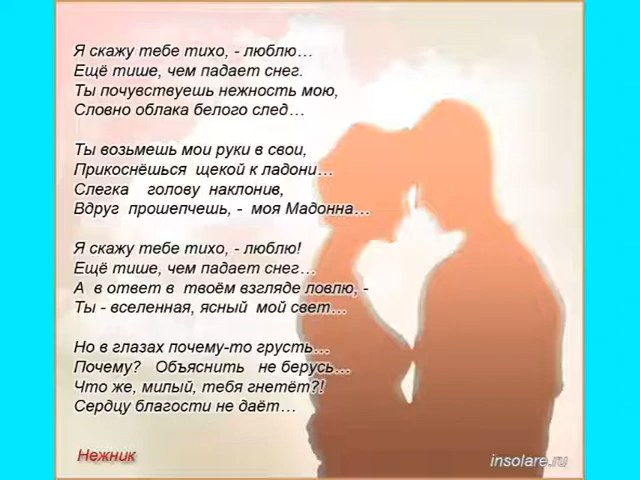 Я скажу тебе тихо, - люблю…
Ещё тише, чем падает снег.
Ты почувствуешь нежность мою,
Словно облака белого след…
Ты возьмешь мои руки в свои,
Прикоснёшься щекой к ладони…
Слегка голову наклонив,
Вдруг прошепчешь, - моя Мадонна…
Я скажу тебе тихо, - люблю!
Ещё тише, чем падает снег…
А в ответ в твоём взгляде ловлю, -
Ты - вселенная, ясный мой свет…
Но в глазах почему-то грусть…
Почему? Объяснить не берусь…
Что же, милый, тебя гнетёт?!
Сердцу благости не даёт…
Нежник
insolare.ru